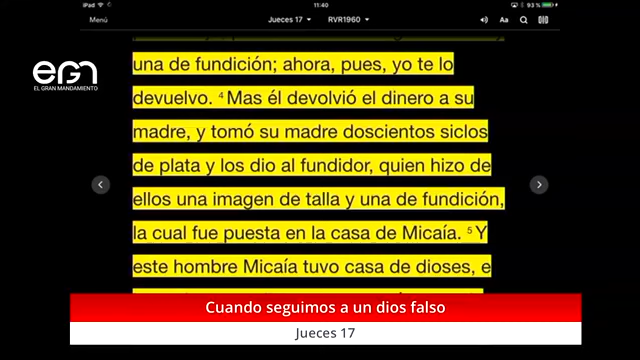 iPad
11:40
93 %
Menú
Jueces 17
RVR1960
Aa
una de fundición; ahora, pues, yo te lo
devuelvo. 4 Mas él devolvió el dinero a su
madre, y tomó su madre doscientos siclos
de plata y los dio al fundidor, quien hizo de
ellos una imagen de talla y una de fundición,
la cual fue puesta en la casa de Micaía. 5 Y
este hombre Micaía tuvo casa de dioses, e
EGM
EL GRAN MANDAMIENTO
Cuando seguimos a un dios falso
Jueces 17